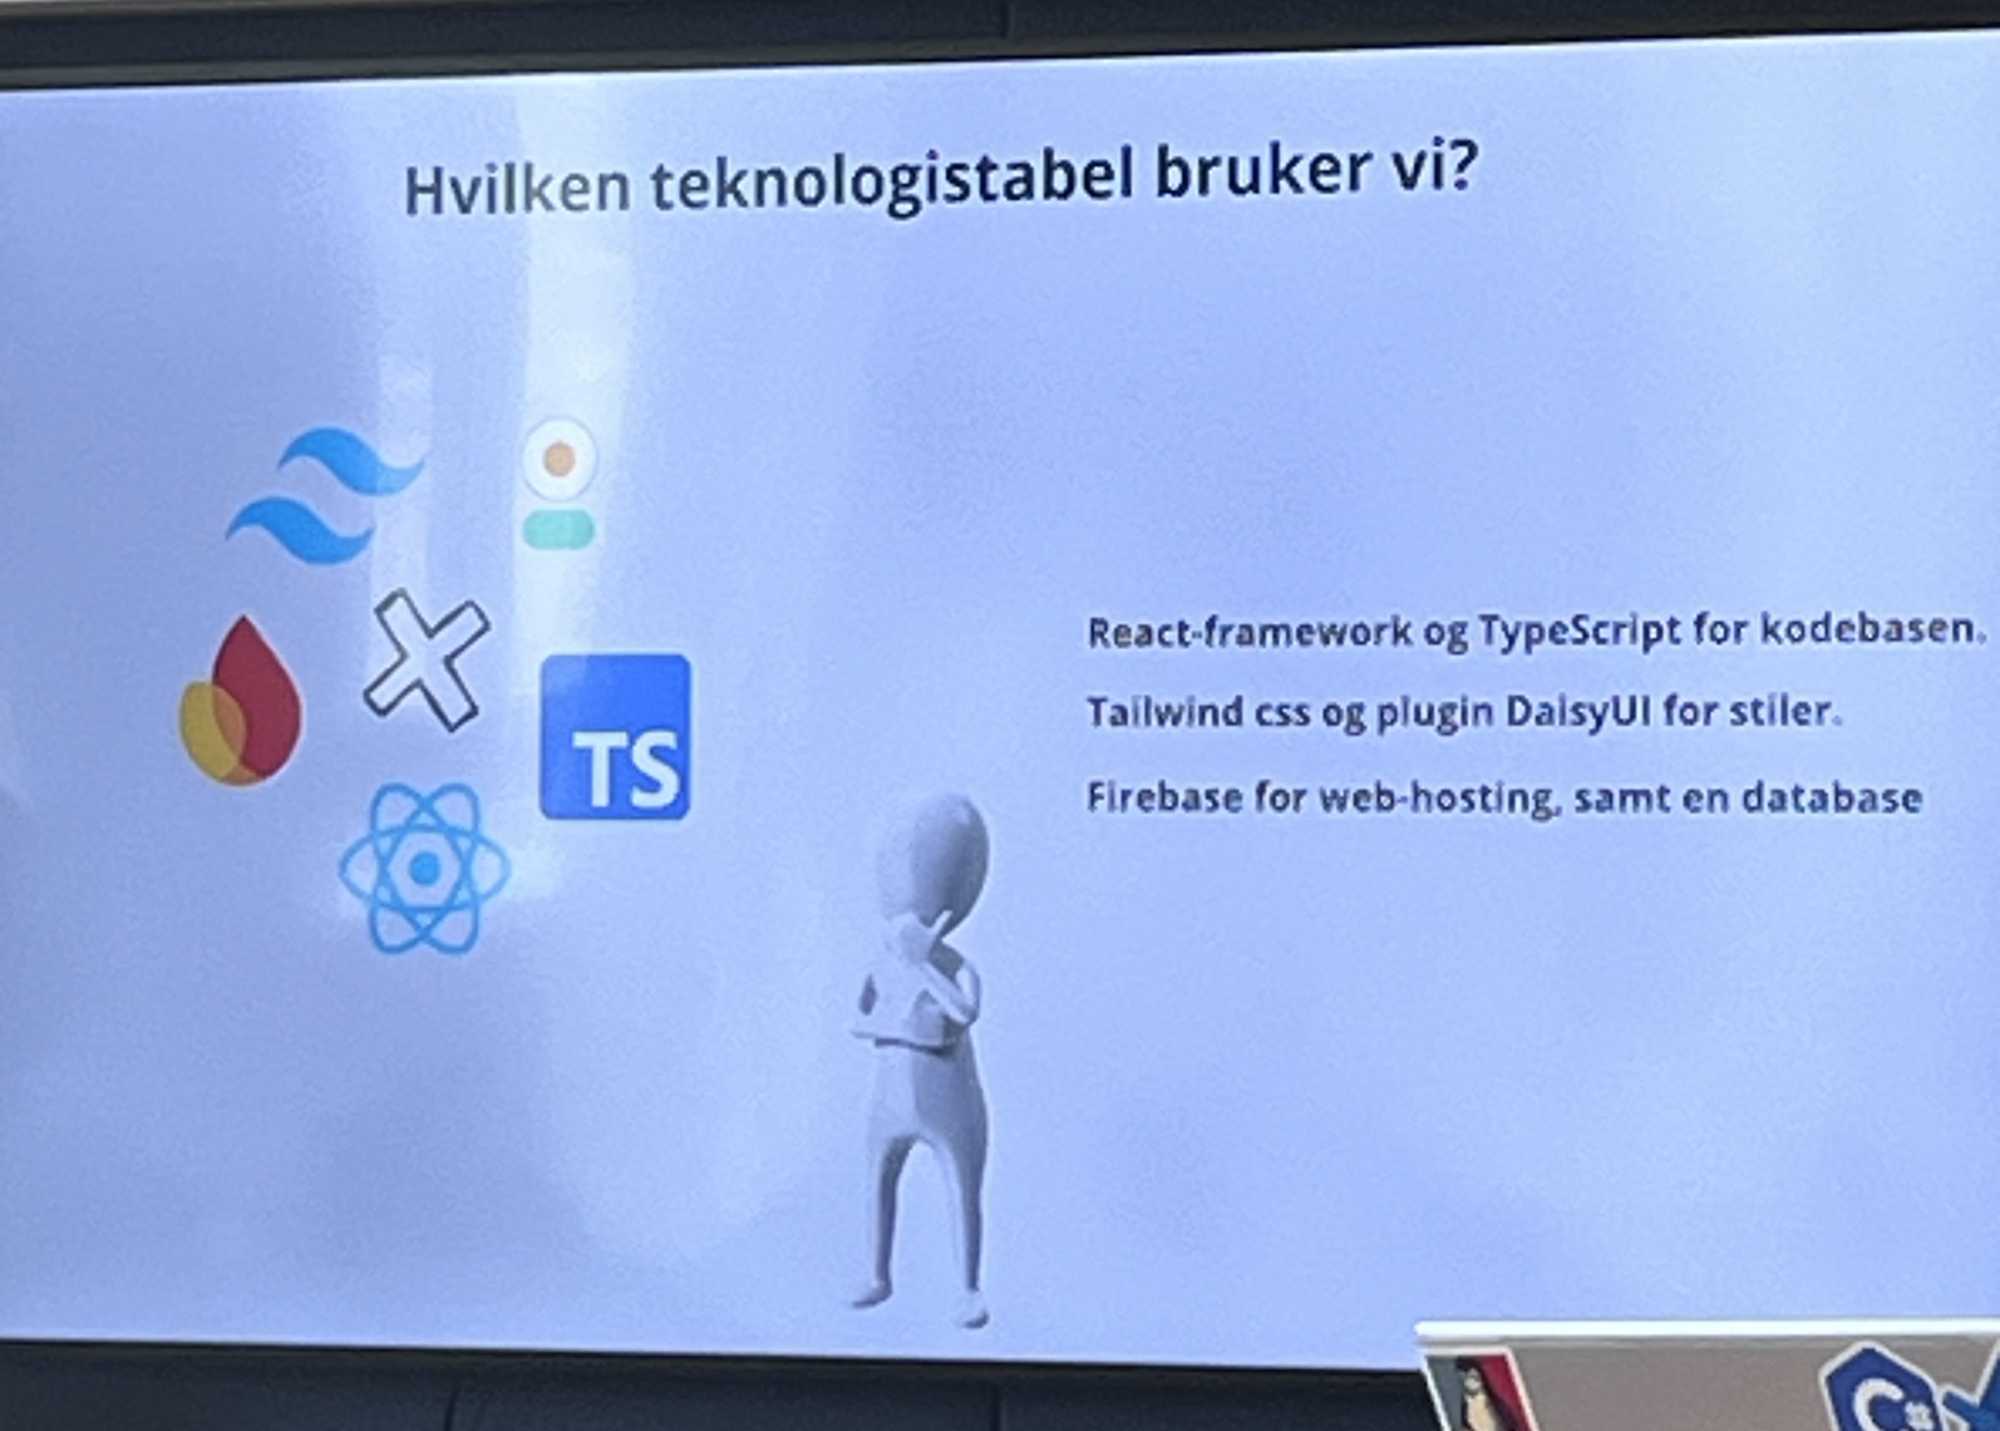 Hvilken teknologistabel bruker vi?
TS
React-framework og TypeScript for kodebasen.
Tailwind css og plugin DaisyUI for stiler.
Firebase for web-hosting, samt en database
C#